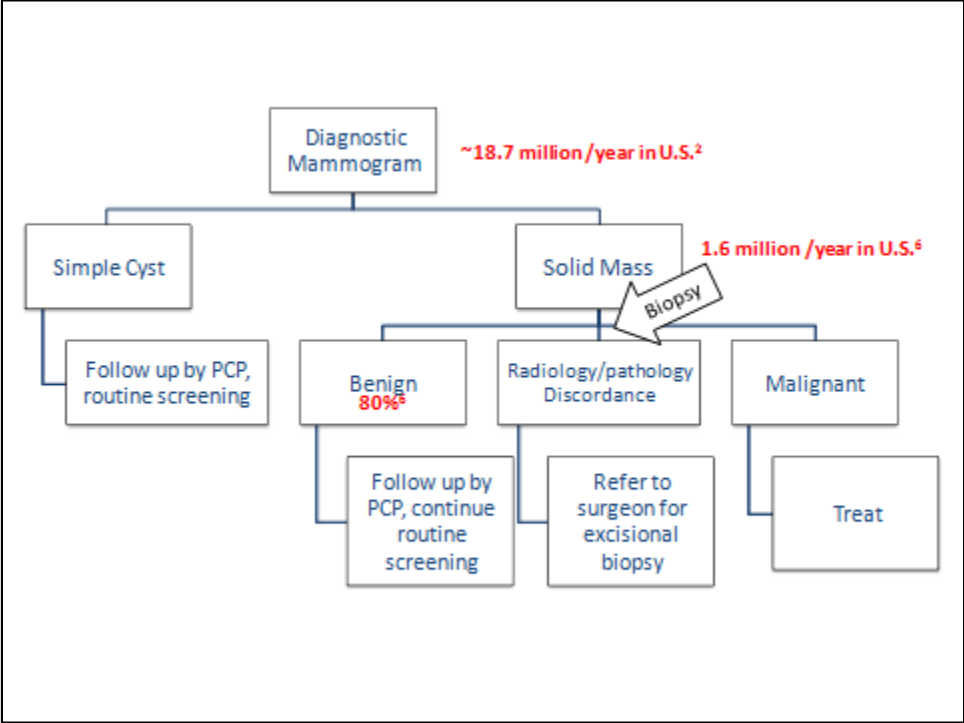 Diagnostic
Mammogram
~18.7 million/year in U.S.²
Simple Cyst
Solid Mass
1.6 million/year in U.S.⁶
Biopsy
Follow up by PCP,
routine screening
Benign
80%⁶
Radiology/pathology
Discordance
Malignant
Follow up by
PCP, continue
routine
screening
Refer to
surgeon for
excisional
biopsy
Treat